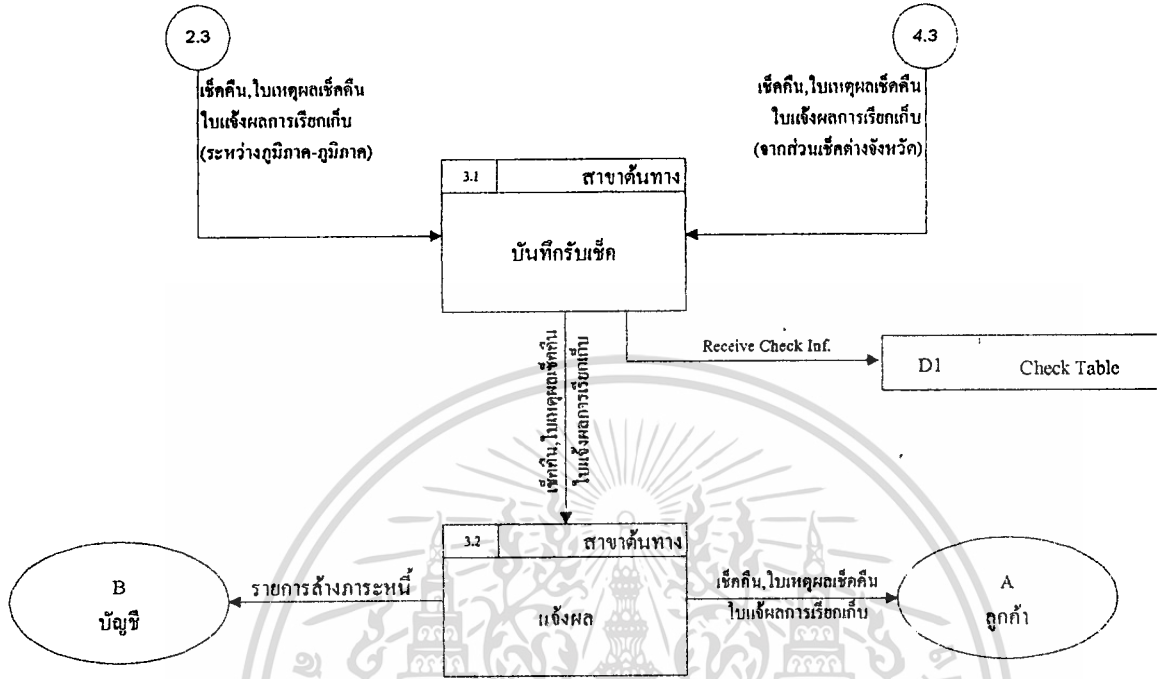 2.3
4.3
เช็คคืน,ใบเหตุผลเช็คคืน
ใบแจ้งผลการเรียกเก็บ
(ระหว่างภูมิภาค-ภูมิภาค)
เช็คคืน,ใบเหตุผลเช็คคืน
ใบแจ้งผลการเรียกเก็บ
(จากส่วนเช็คต่างจังหวัด)
3.1 สาขาต้นทาง
บันทึกรับเช็ค
เช็คคืน,ใบเหตุผลเช็คคืน
ใบแจ้งผลการเรียกเก็บ
Receive Check Inf.
D1 Check Table
3.2 สาขาต้นทาง
แจ้งผล
รายการล้างภาระหนี้
B
บัญชี
เช็คคืน,ใบเหตุผลเช็คคืน
ใบแจ้ผลการเรียกเก็บ
A
ลูกค้า